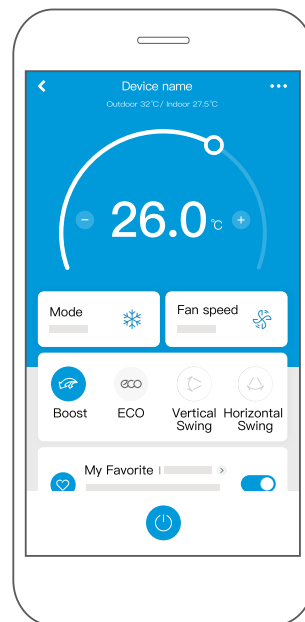 Device name
Outdoor 32℃/ Indoor 27.5℃
26.0℃
Mode
Fan speed
eco
Boost
ECO
Vertical Swing
Horizontal Swing
My Favorite |